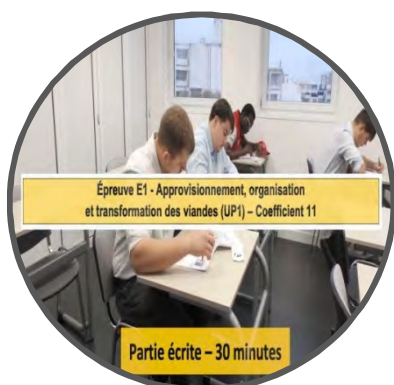 Épreuve E1 - Approvisionnement, organisation
et transformation des viandes (UP1) – Coefficient 11
Partie écrite – 30 minutes